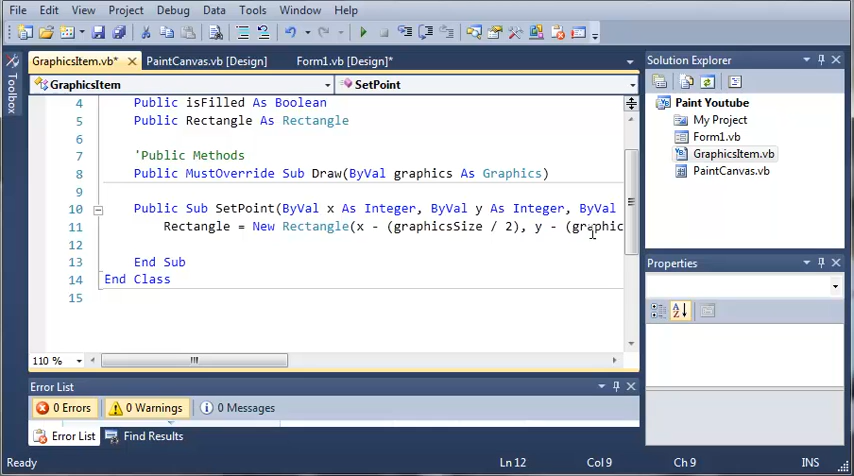 File Edit View Project Debug Data Tools Window Help
GraphicsItem.vb* PaintCanvas.vb [Design] Form1.vb [Design]*
GraphicsItem SetPoint
4 Public isFilled As Boolean
5 Public Rectangle As Rectangle
6
7 'Public Methods
8 Public MustOverride Sub Draw(ByVal graphics As Graphics)
9
10 Public Sub SetPoint(ByVal x As Integer, ByVal y As Integer, ByVal
11 Rectangle = New Rectangle(x - (graphicsSize / 2), y - (graphic
12
13 End Sub
14 End Class
15
110 %
Error List
0 Errors 0 Warnings 0 Messages
Error List Find Results
Ready Ln 12 Col 9 Ch 9 INS
Toolbox
Solution Explorer
Paint Youtube
My Project
Form1.vb
GraphicsItem.vb
PaintCanvas.vb
Properties